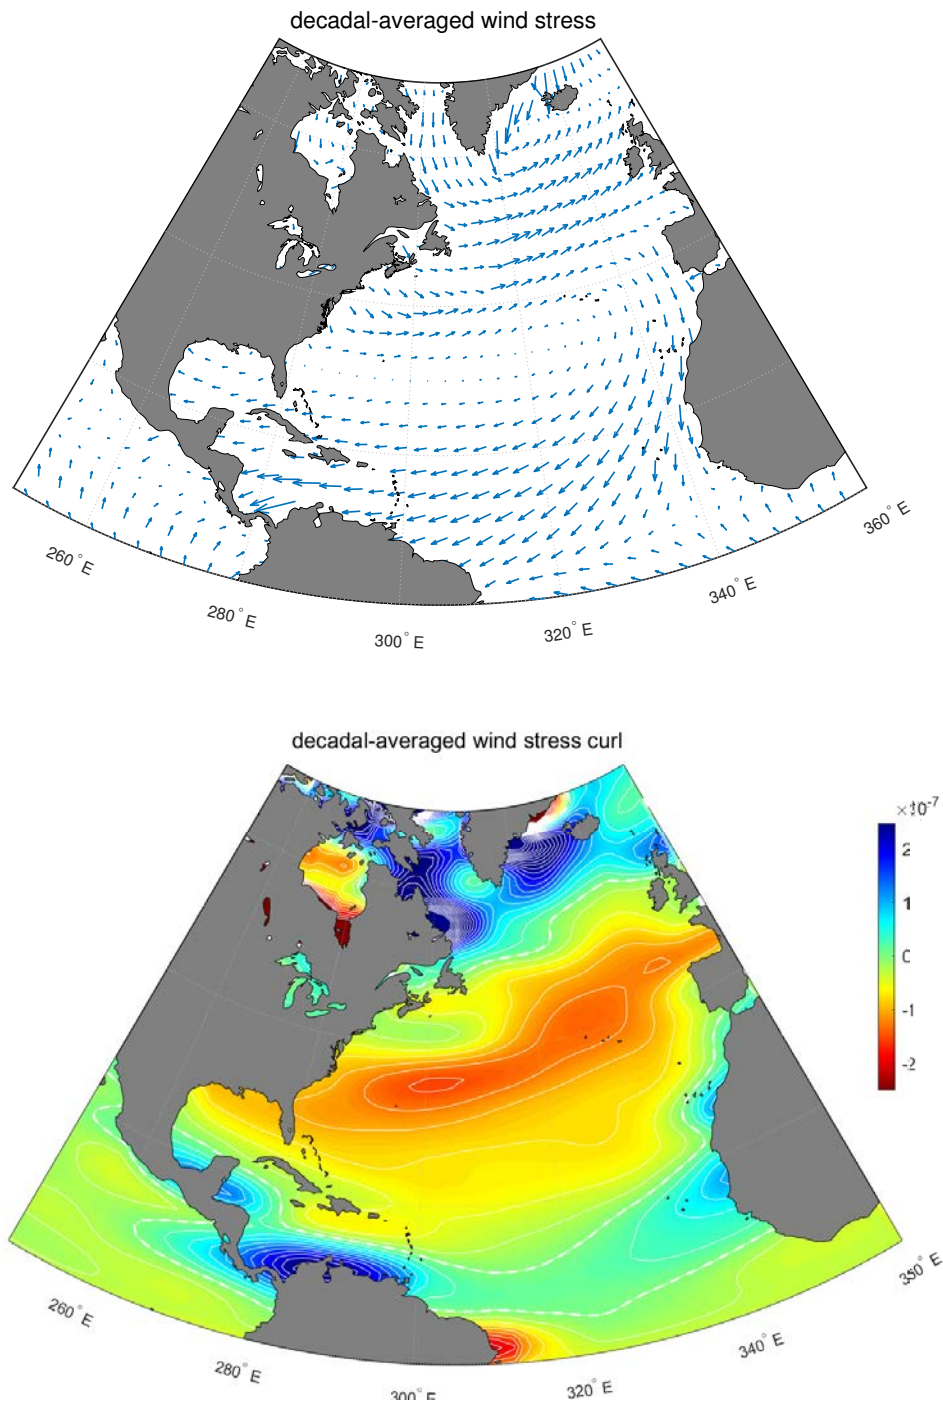 decadal-averaged wind stress
260° E
280° E
300° E
320° E
340° E
360° E
decadal-averaged wind stress curl
×10-7
2
1
0
-1
-2
260° E
280° E
300° E
320° E
340° E
350° E